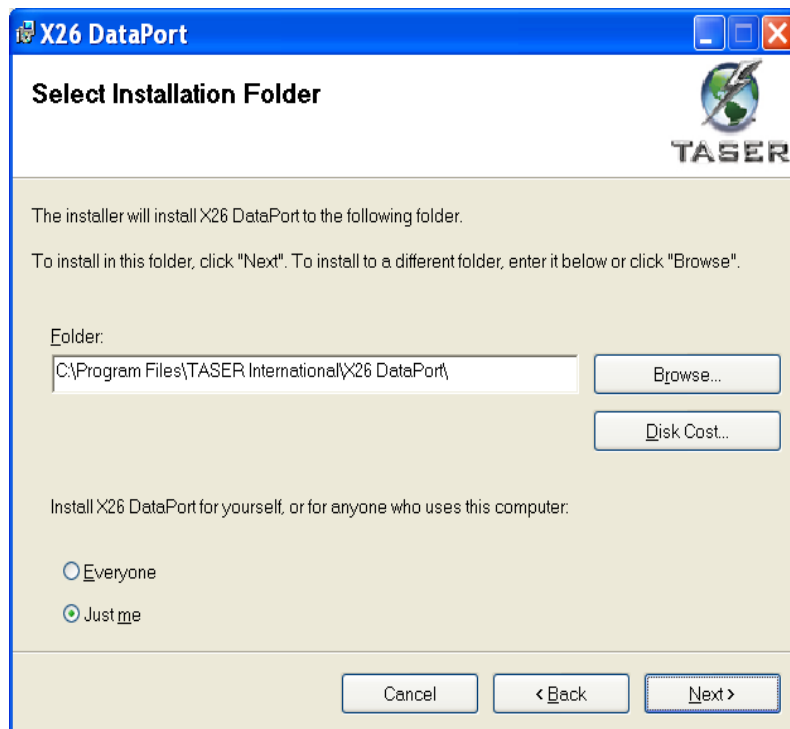 X26 DataPort
Select Installation Folder
TASER
The installer will install X26 DataPort to the following folder.
To install in this folder, click "Next". To install to a different folder, enter it below or click "Browse".
Folder:
C:\Program Files\TASER International\X26 DataPort\
Browse...
Disk Cost...
Install X26 DataPort for yourself, or for anyone who uses this computer:
Everyone
Just me
Cancel
< Back
Next >